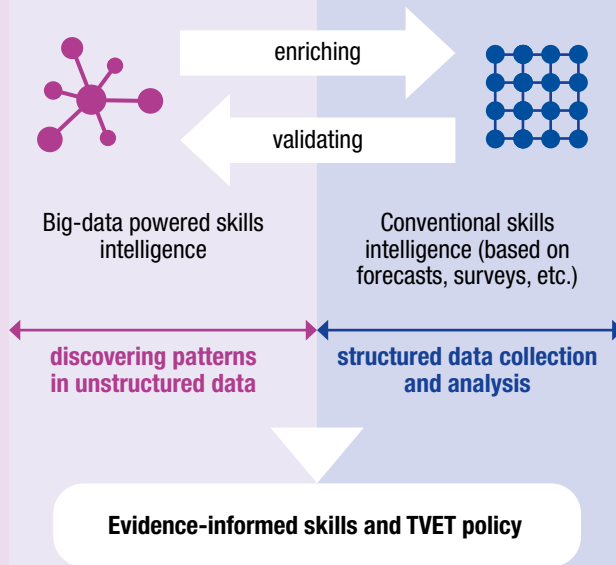 enriching
validating
Big-data powered skills
intelligence
Conventional skills
intelligence (based on
forecasts, surveys, etc.)
discovering patterns
in unstructured data
structured data collection
and analysis
Evidence-informed skills and TVET policy